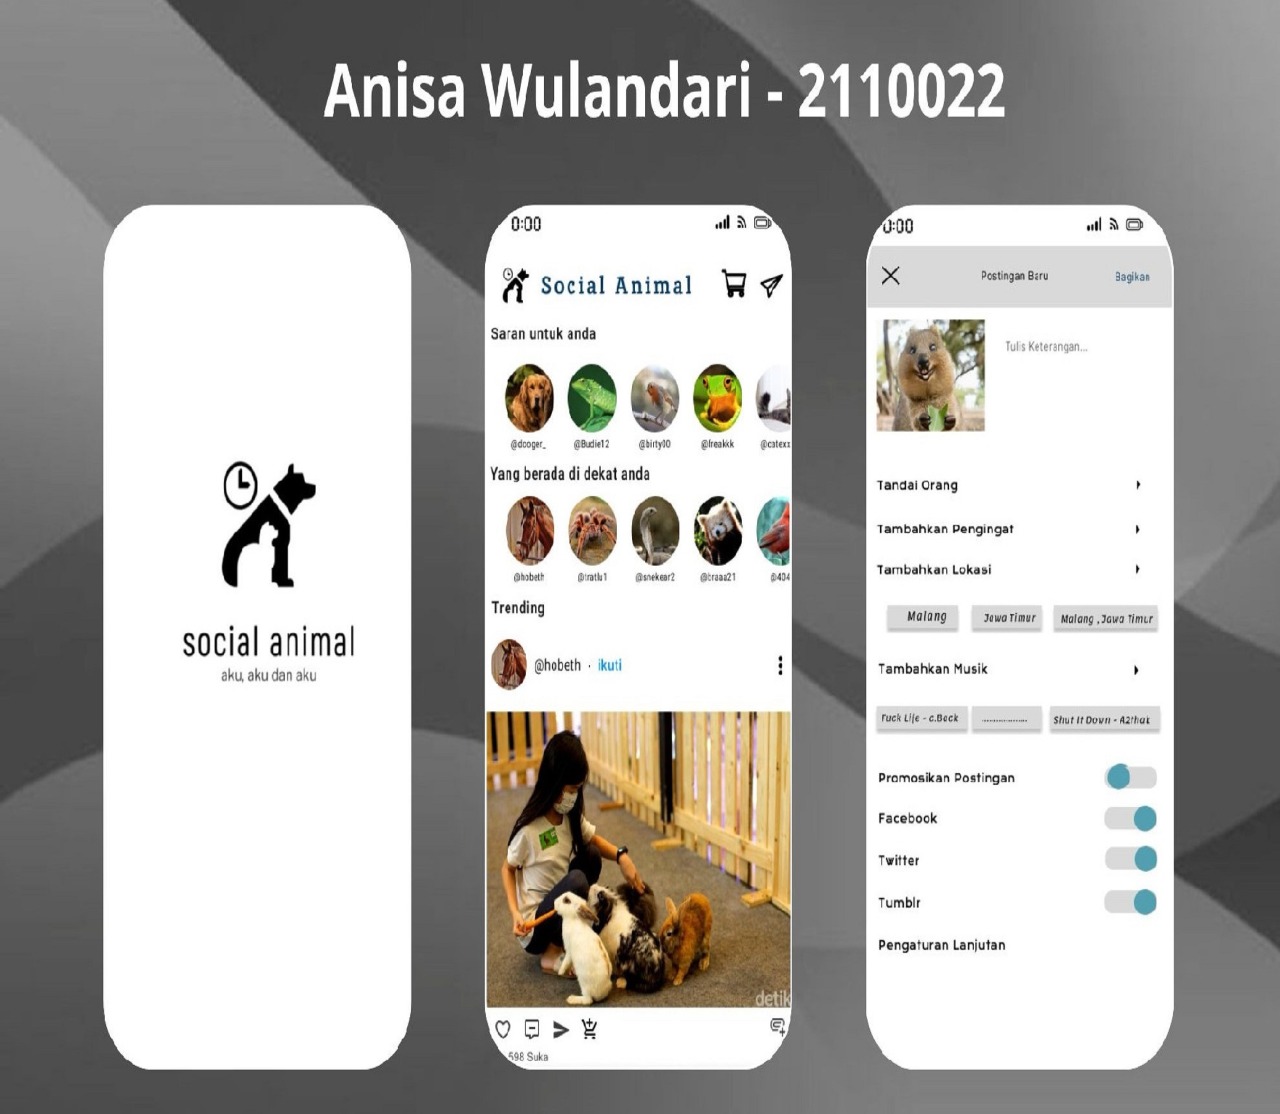 Anisa Wulandari - 2110022
social animal
aku, aku dan aku
0:00
Social Animal
Saran untuk anda
@dooger_ @Budie12 @birty00 @freakkk @catexx
Yang berada di dekat anda
@hobeth @tratlu1 @snekear2 @braaa21 @404
Trending
@hobeth · ikuti
detik
598 Suka
0:00
Postingan Baru Bagikan
Tulis Keterangan...
Tandai Orang
Tambahkan Pengingat
Tambahkan Lokasi
Malang Jawa Timur Malang ,Jawa Timur
Tambahkan Musik
Fuck Life - c.Beck ................... Shut It Down - A2thak
Promosikan Postingan
Facebook
Twitter
Tumblr
Pengaturan Lanjutan